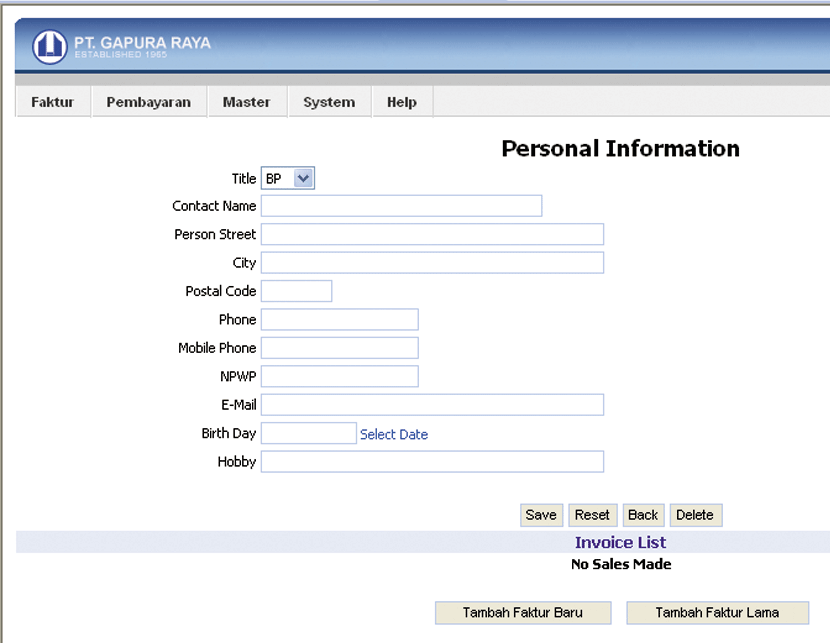 PT. GAPURA RAYA
ESTABLISHED 1965
Faktur Pembayaran Master System Help
Personal Information
Title BP
Contact Name
Person Street
City
Postal Code
Phone
Mobile Phone
NPWP
E-Mail
Birth Day Select Date
Hobby
Save Reset Back Delete
Invoice List
No Sales Made
Tambah Faktur Baru Tambah Faktur Lama